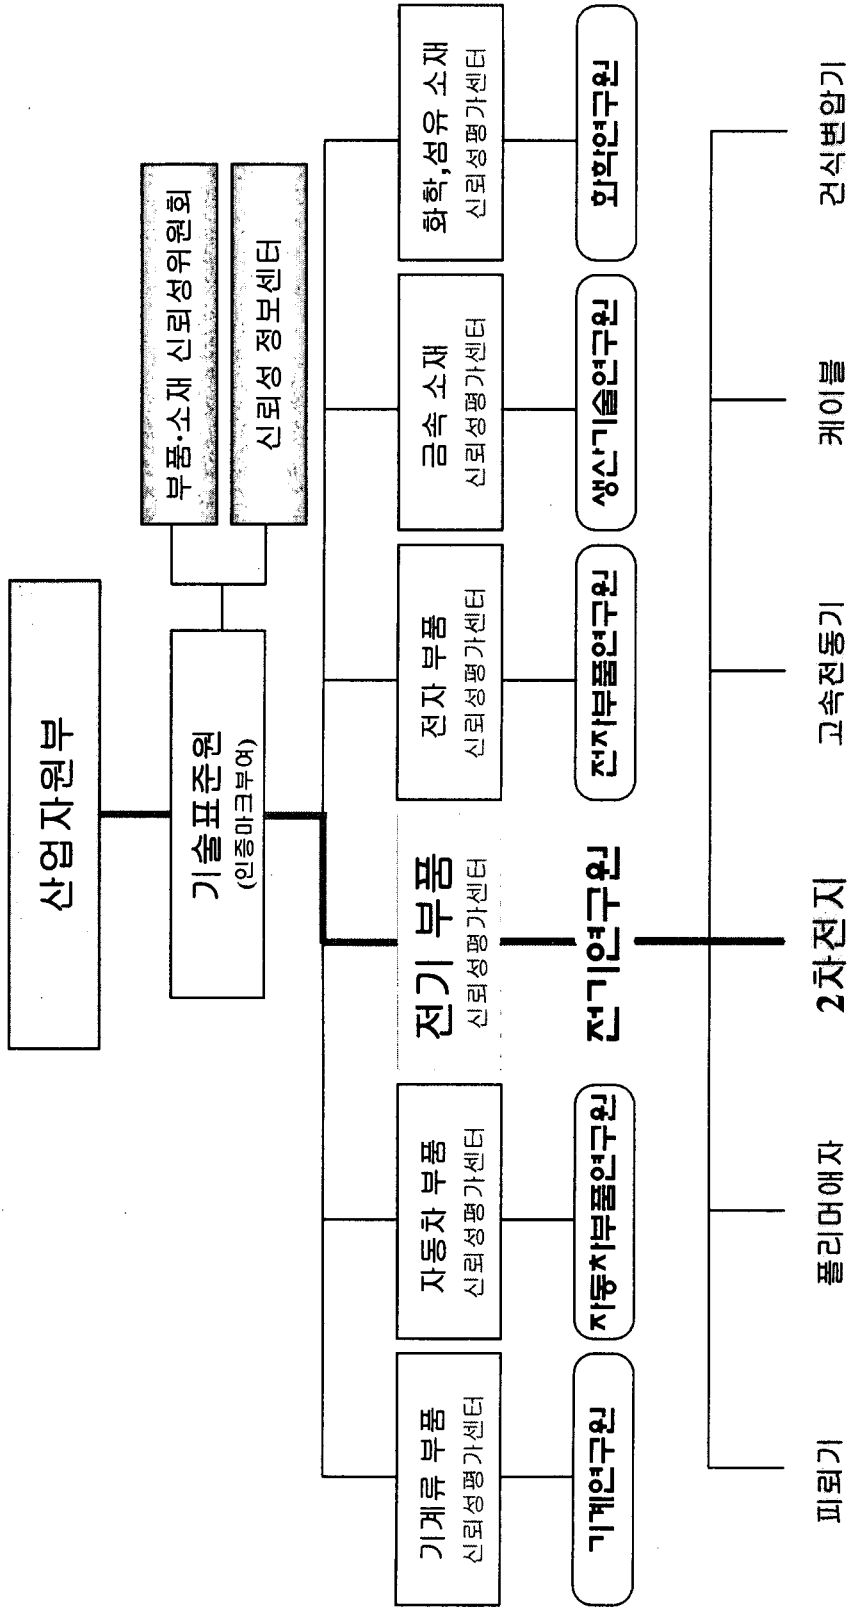 산업자원부
기술표준원
(인증마크부여)
부품·소재 신뢰성위원회
신뢰성 정보센터
기계류 부품
신뢰성평가센터
자동차 부품
신뢰성평가센터
전기 부품
신뢰성평가센터
전자 부품
신뢰성평가센터
금속 소재
신뢰성평가센터
화학,섬유 소재
신뢰성평가센터
기계연구원
자동차부품연구원
전기연구원
전자부품연구원
생산기술연구원
화학연구원
피뢰기
폴리머애자
2차전지
고속전동기
케이블
건식변압기